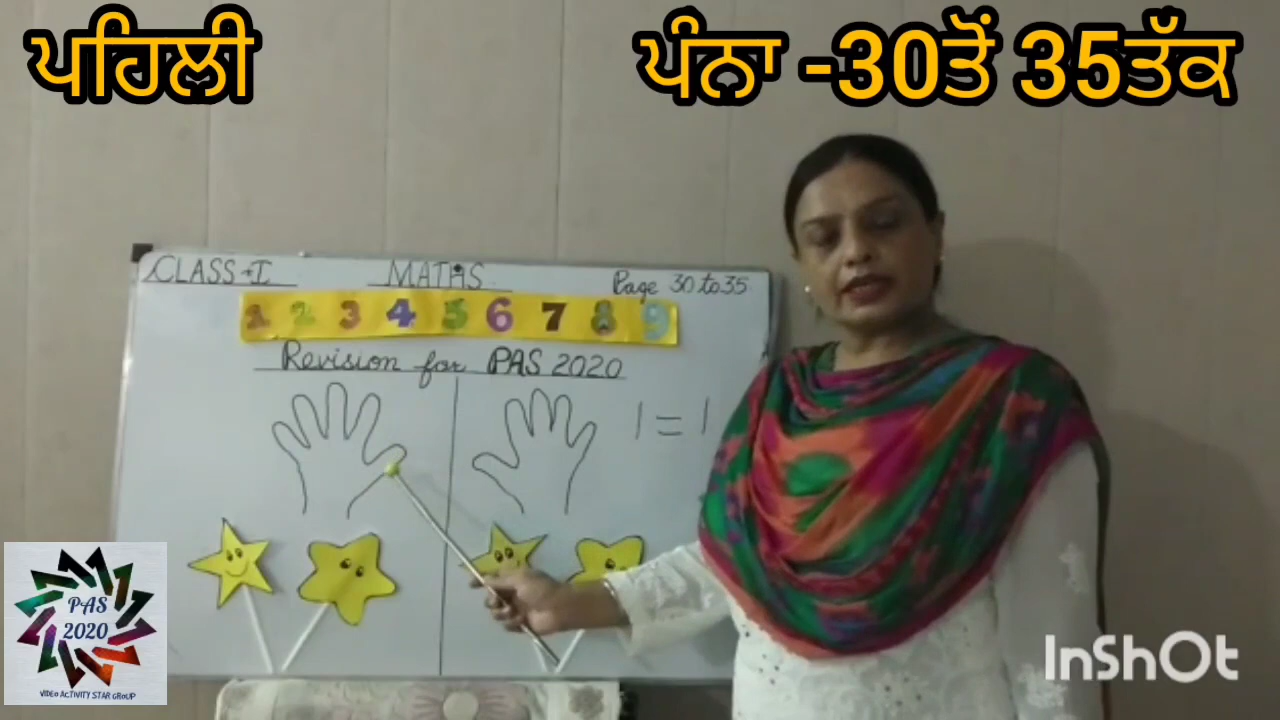 ਪਹਿਲੀ
ਪੰਨਾ -30ਤੋਂ 35ਤੱਕ
CLASS-I MATHS Page 30 to 35
1 2 3 4 5 6 7 8 9
Revision for PAS 2020
1 = 1
PAS
2020
VIDEO ACTIVITY STAR GROUP
InShOt